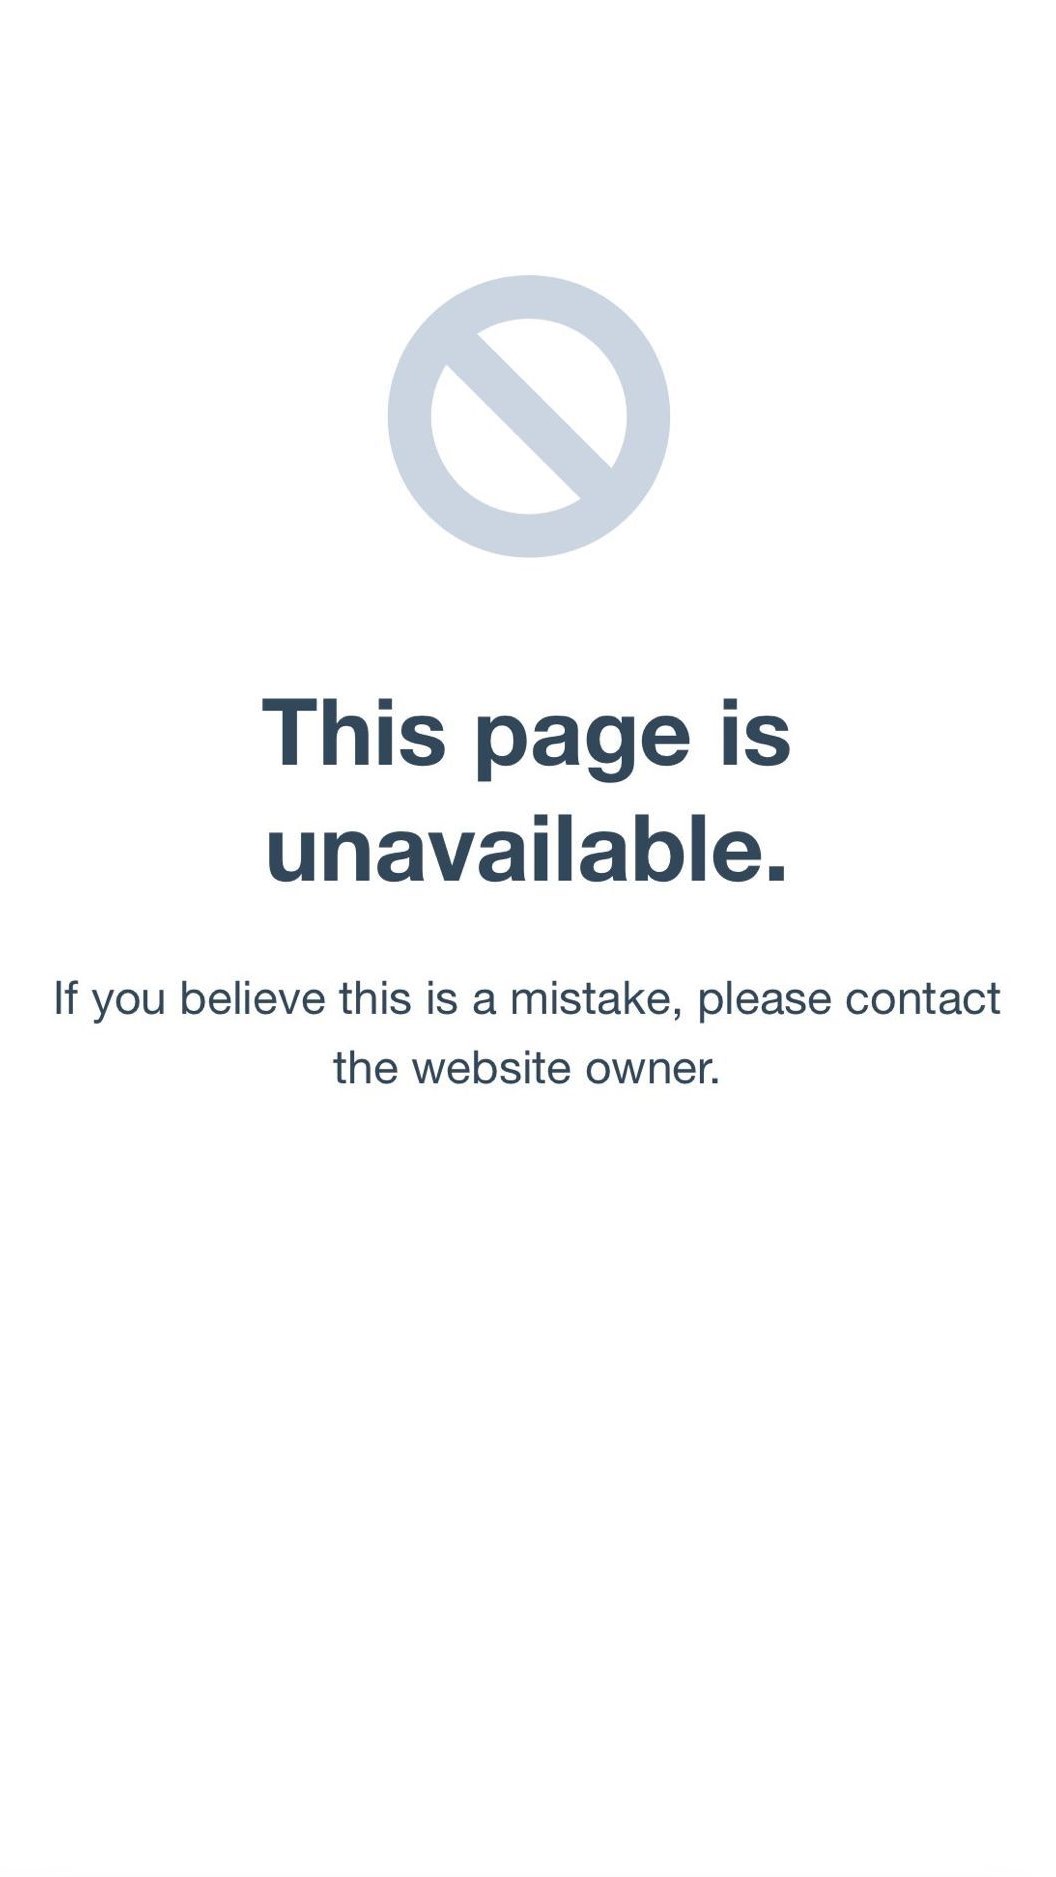 This page is
unavailable.
If you believe this is a mistake, please contact
the website owner.